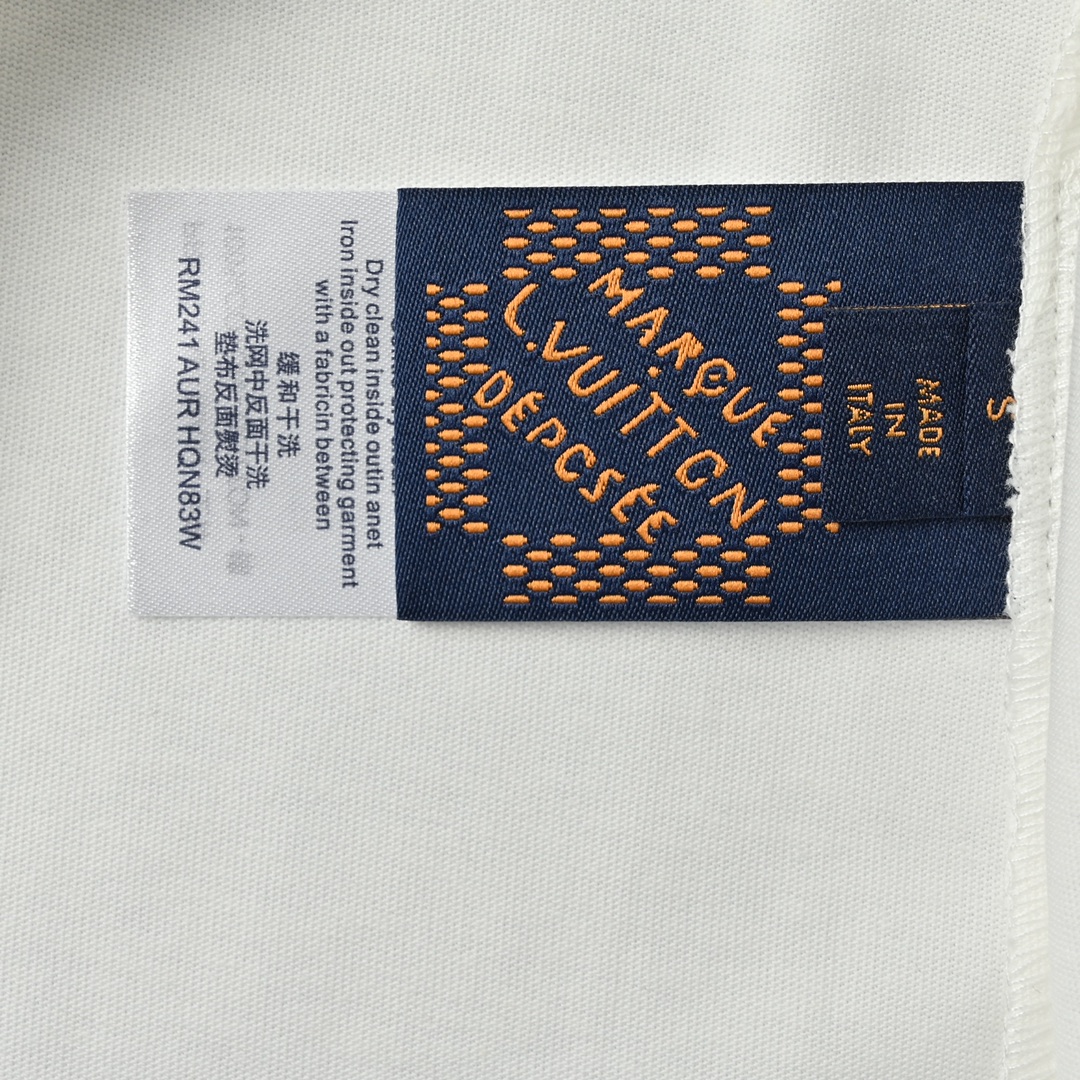 S
MADE
IN
ITALY
MARQUE
L.VUITTON
DÉPOSÉE
Dry clean inside outin anet
Iron inside out protecting garment
with a fabricin between
缓和干洗
洗网中反面干洗
垫布反面熨烫
RM241 AUR HQN83W